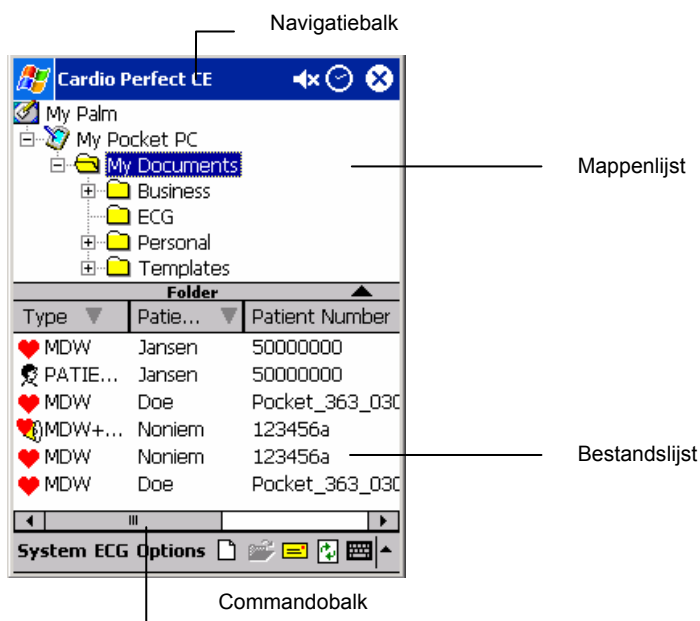 Navigatiebalk
Cardio Perfect CE
My Palm
My Pocket PC
My Documents
Mappenlijst
Business
ECG
Personal
Templates
Folder
Type Patie... Patient Number
MDW Jansen 50000000
PATIE... Jansen 50000000
MDW Doe Pocket_363_030
MDW+... Noniem 123456a
MDW Noniem 123456a
Bestandslijst
MDW Doe Pocket_363_030
System ECG Options
Commandobalk